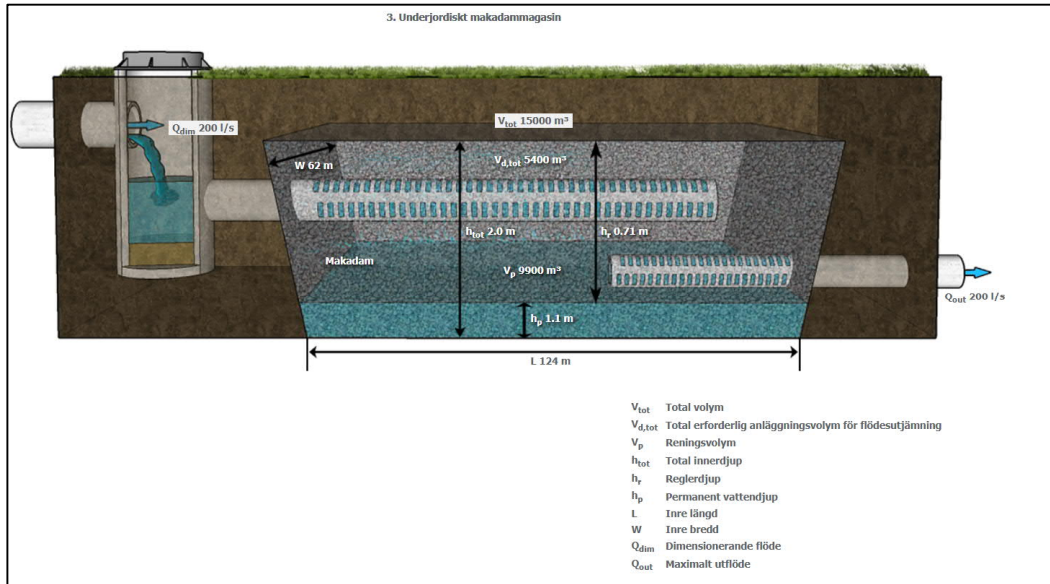 3. Underjordiskt makadammagasin
V_tot 15000 m³
Q_dim 200 l/s
W 62 m
V_d,tot 5400 m³
h_tot 2.0 m
h_r 0.71 m
Makadam
V_p 9900 m³
Q_out 200 l/s
h_p 1.1 m
L 124 m
V_tot Total volym
V_d,tot Total erforderlig anläggningsvolym för flödesutjämning
V_p Reningsvolym
h_tot Total innerdjup
h_r Reglerdjup
h_p Permanent vattendjup
L Inre längd
W Inre bredd
Q_dim Dimensionerande flöde
Q_out Maximalt utflöde